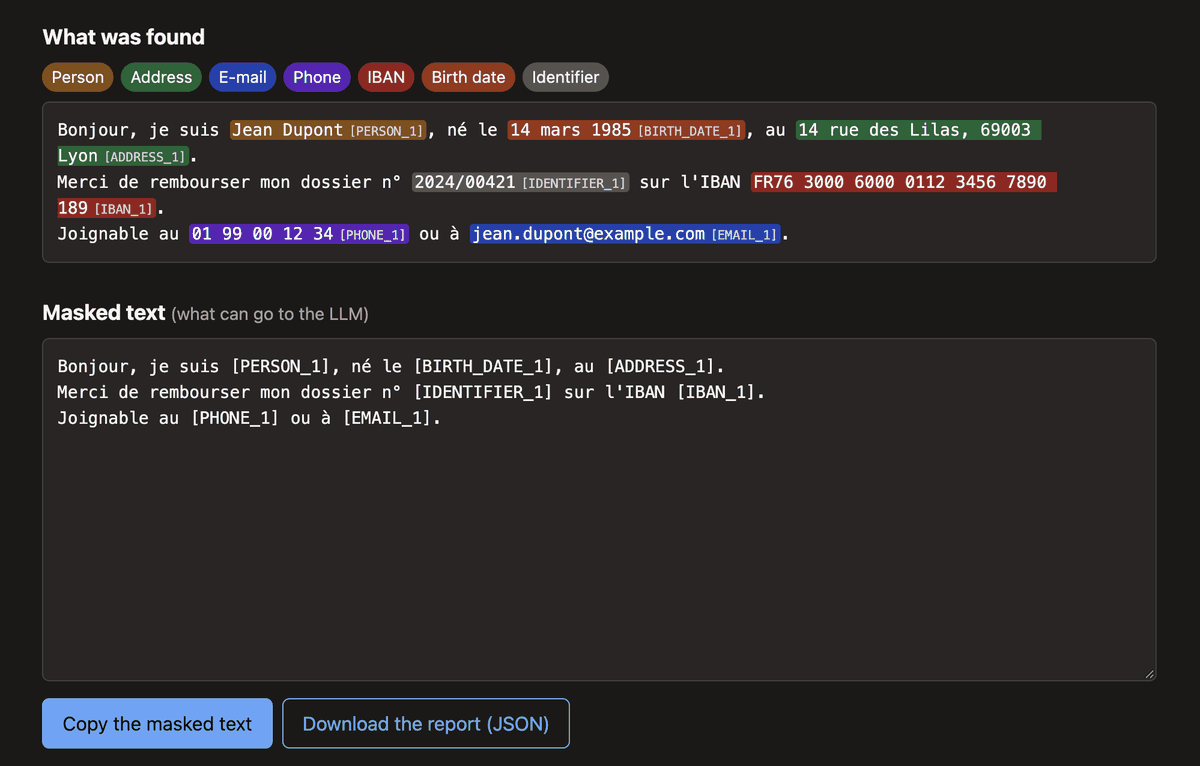 What was found
Person Address E-mail Phone IBAN Birth date Identifier
Bonjour, je suis Jean Dupont [PERSON_1], né le 14 mars 1985 [BIRTH_DATE_1], au 14 rue des Lilas, 69003
Lyon [ADDRESS_1].
Merci de rembourser mon dossier n° 2024/00421 [IDENTIFIER_1] sur l'IBAN FR76 3000 6000 0112 3456 7890
189 [IBAN_1].
Joignable au 01 99 00 12 34 [PHONE_1] ou à jean.dupont@example.com [EMAIL_1].
Masked text (what can go to the LLM)
Bonjour, je suis [PERSON_1], né le [BIRTH_DATE_1], au [ADDRESS_1].
Merci de rembourser mon dossier n° [IDENTIFIER_1] sur l'IBAN [IBAN_1].
Joignable au [PHONE_1] ou à [EMAIL_1].
Copy the masked text Download the report (JSON)